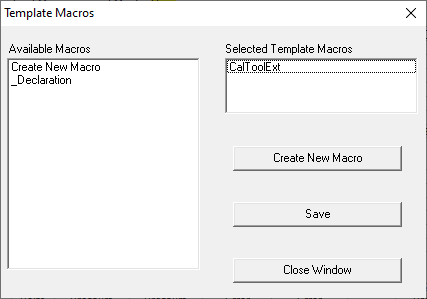 Template Macros
Available Macros
Create New Macro
_Declaration
Selected Template Macros
CalToolExt
Create New Macro
Save
Close Window